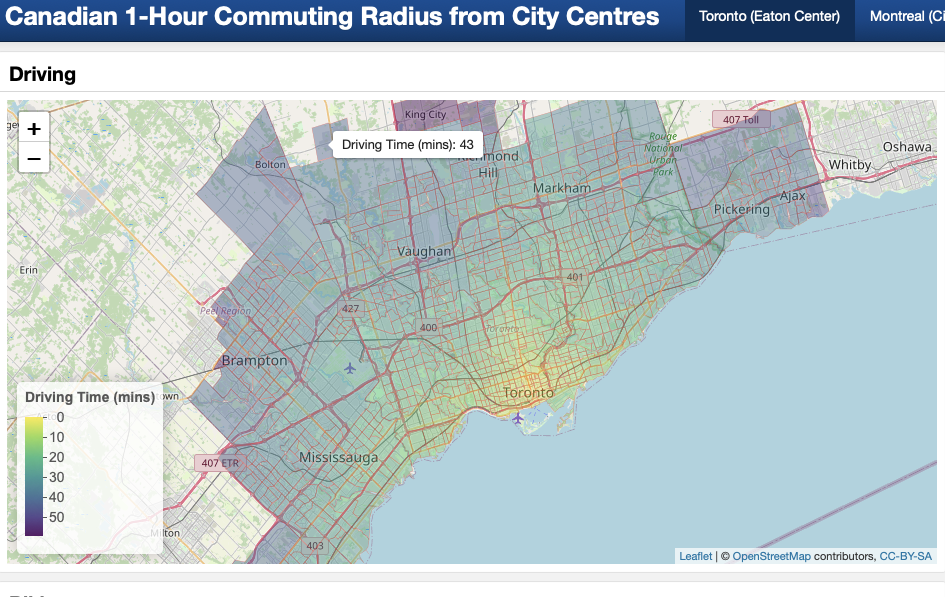 Canadian 1-Hour Commuting Radius from City Centres
Toronto (Eaton Center)
Montreal (Ci
Driving
+
−
King City
407 Toll
Driving Time (mins): 43
Bolton
Rouge
National
Urban
Park
Oshawa
Whitby
Hill
Markham
Ajax
Pickering
Vaughan
Erin
401
Peel Region
427
400
Toronto
Brampton
Toronto
Driving Time (mins)
0
10
20
30
40
50
own
Mississauga
407 ETR
403
Leaflet | © OpenStreetMap contributors, CC-BY-SA